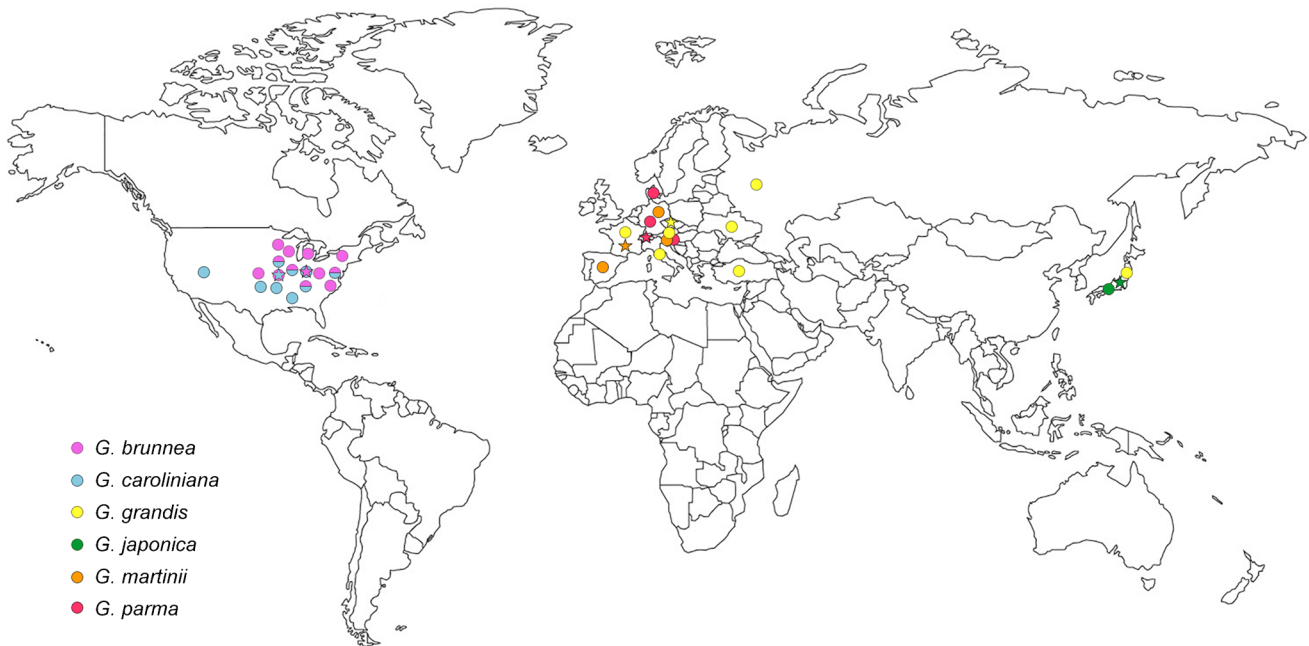 G. brunnea
G. caroliniana
G. grandis
G. japonica
G. martinii
G. parma